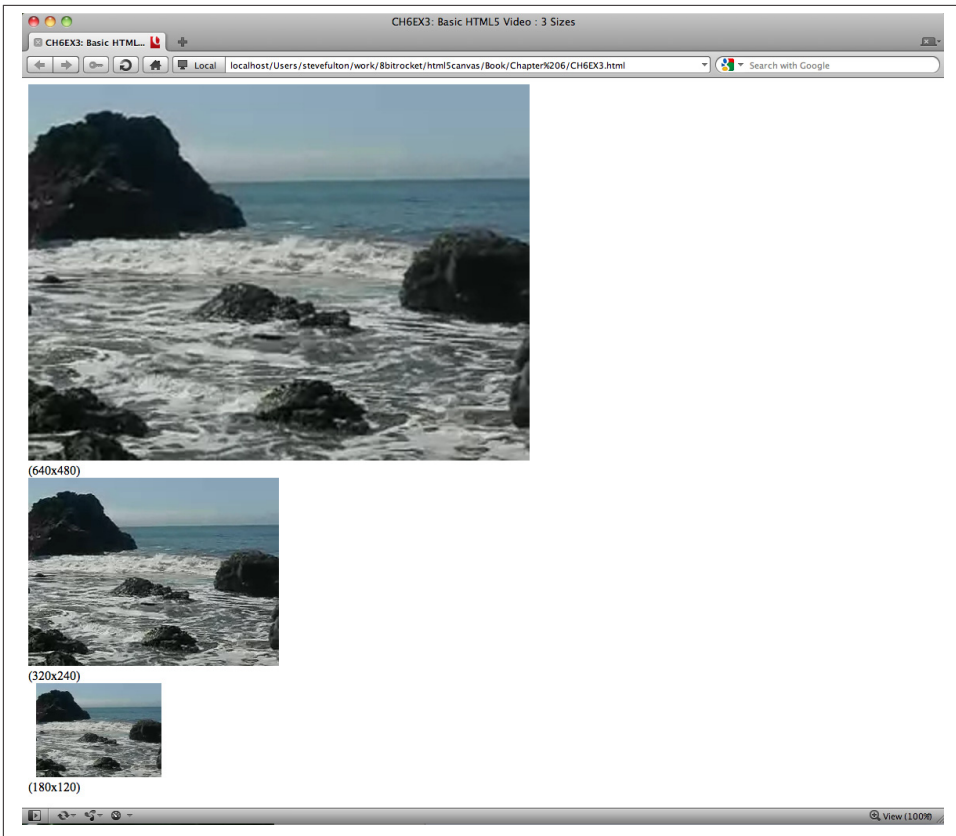 CH6EX3: Basic HTML5 Video : 3 Sizes
CH6EX3: Basic HTML...
Local localhost/Users/stevefulton/work/8bitrocket/html5canvas/Book/Chapter%206/CH6EX3.html Search with Google
(640x480)
(320x240)
(180x120)
View (100%)